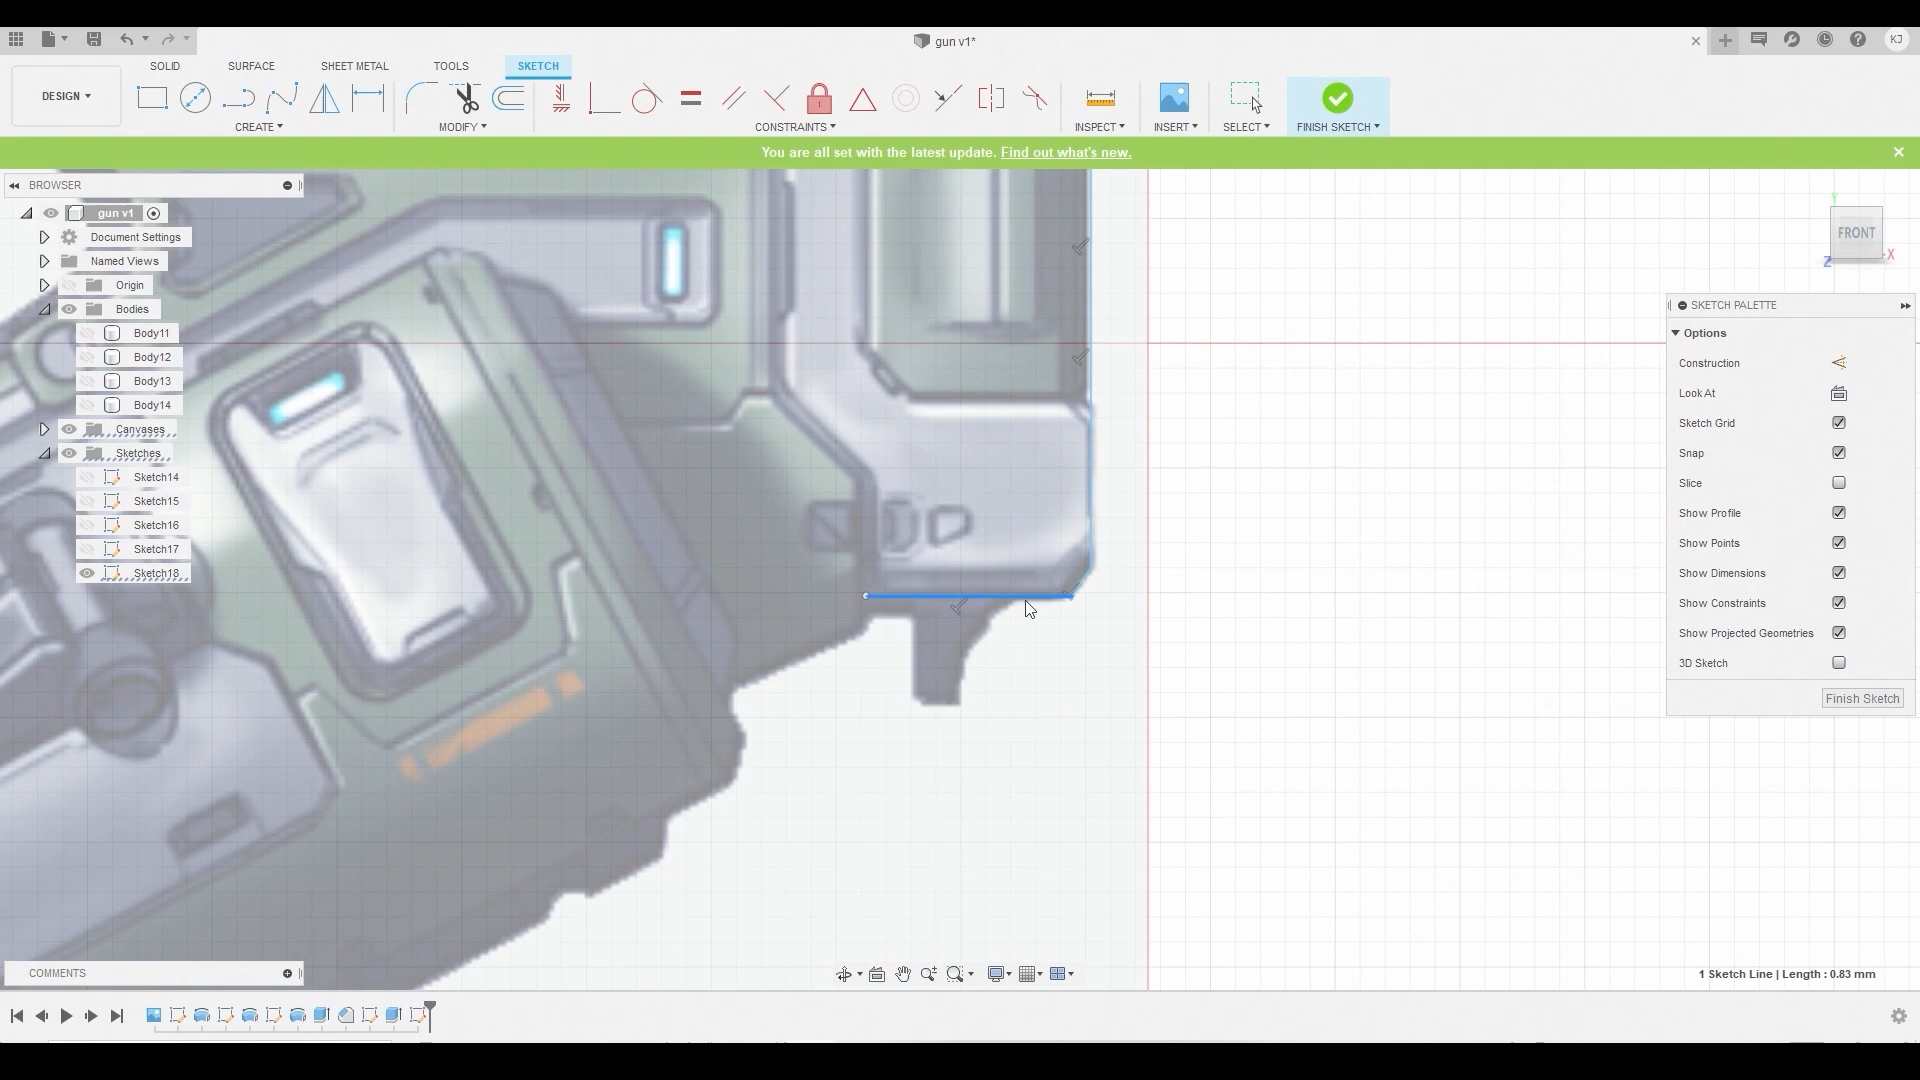 gun v1*
KJ
SOLID
SURFACE
SHEET METAL
TOOLS
SKETCH
DESIGN
CREATE
MODIFY
CONSTRAINTS
INSPECT
INSERT
SELECT
FINISH SKETCH
You are all set with the latest update. Find out what's new.
BROWSER
gun v1
Document Settings
Named Views
Origin
Bodies
Body11
Body12
Body13
Body14
Canvases
Sketches
Sketch14
Sketch15
Sketch16
Sketch17
Sketch18
Y
FRONT
X
Z
SKETCH PALETTE
Options
Construction
Look At
Sketch Grid
Snap
Slice
Show Profile
Show Points
Show Dimensions
Show Constraints
Show Projected Geometries
3D Sketch
Finish Sketch
COMMENTS
1 Sketch Line | Length : 0.83 mm